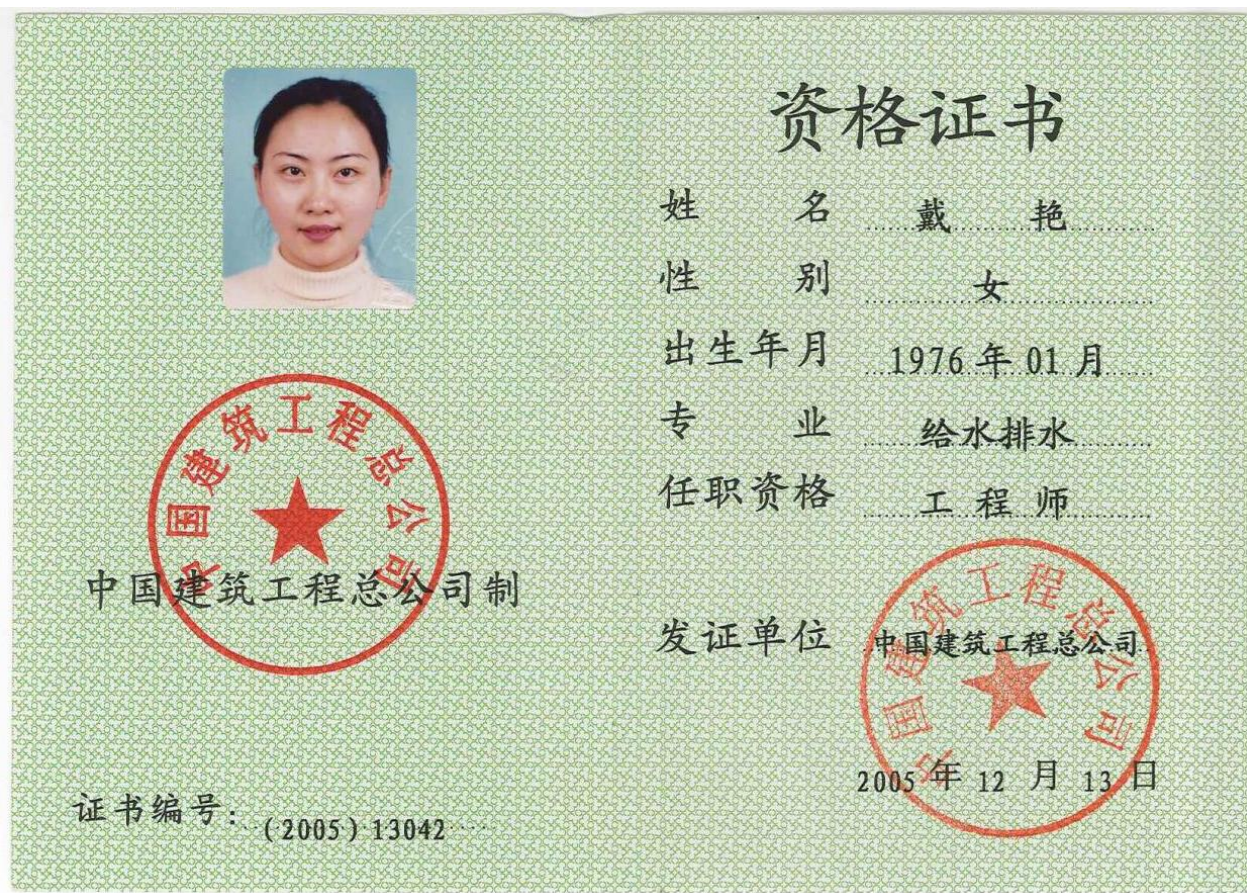 中国建筑工程总公司
中国建筑工程总公司制
证书编号:(2005)13042
资格证书
姓 名 戴 艳
性 别 女
出生年月 1976年01月
专 业 给水排水
任职资格 工程师
发证单位 中国建筑工程总公司
中国建筑工程总公司
2005年12月13日